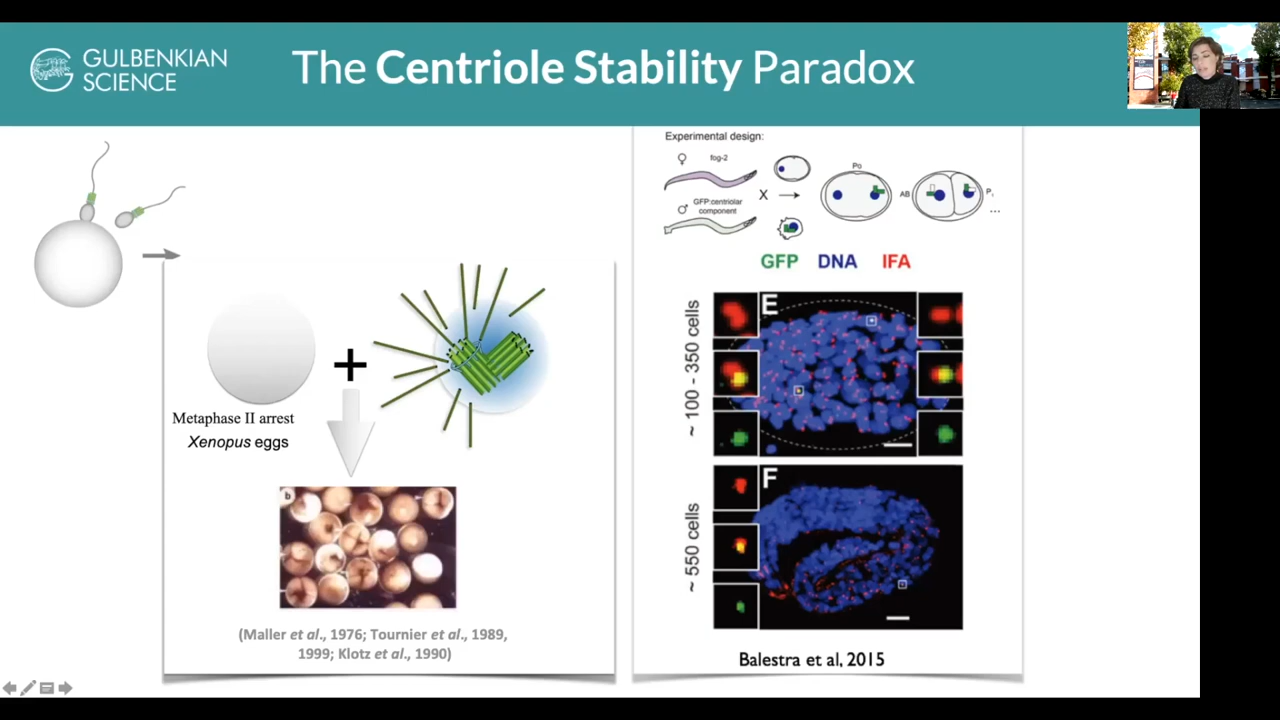 GULBENKIAN
SCIENCE
The Centriole Stability Paradox
Metaphase II arrest
Xenopus eggs
+
b
(Maller et al., 1976; Tournier et al., 1989,
1999; Klotz et al., 1990)
Experimental design:
♀ fog-2
X
♂ GFP:centriolar
component
Po
AB
P,
...
GFP DNA IFA
~ 100 - 350 cells
E
~ 550 cells
F
Balestra et al, 2015